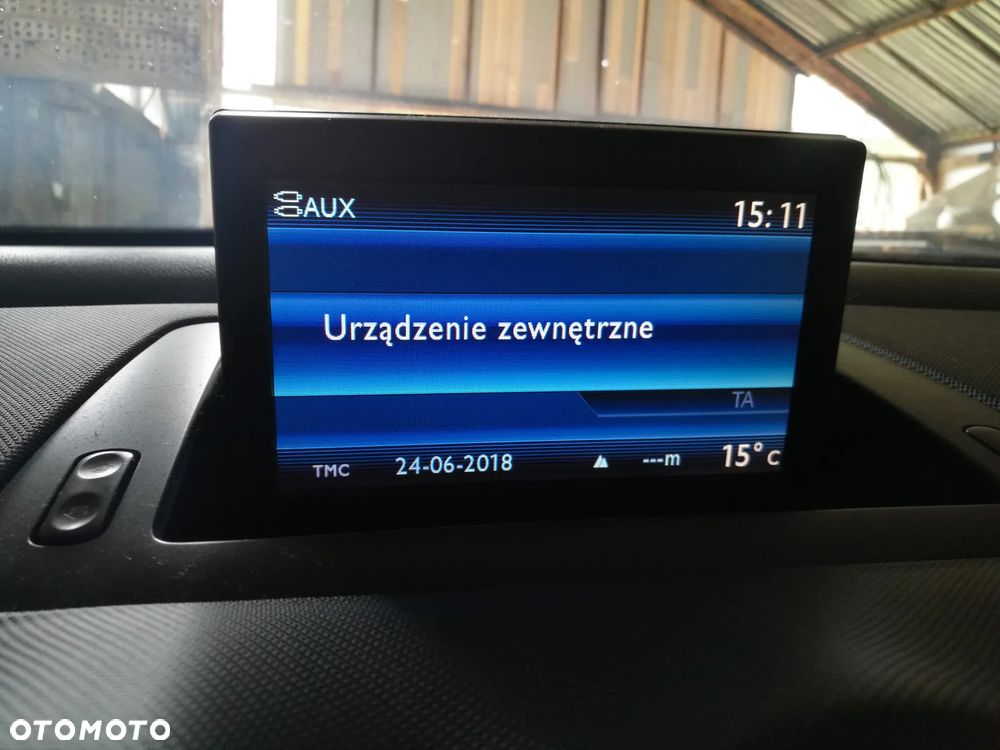 AUX 15:11
Urządzenie zewnętrzne
TA
TMC 24-06-2018 ---m 15°C
OTOMOTO